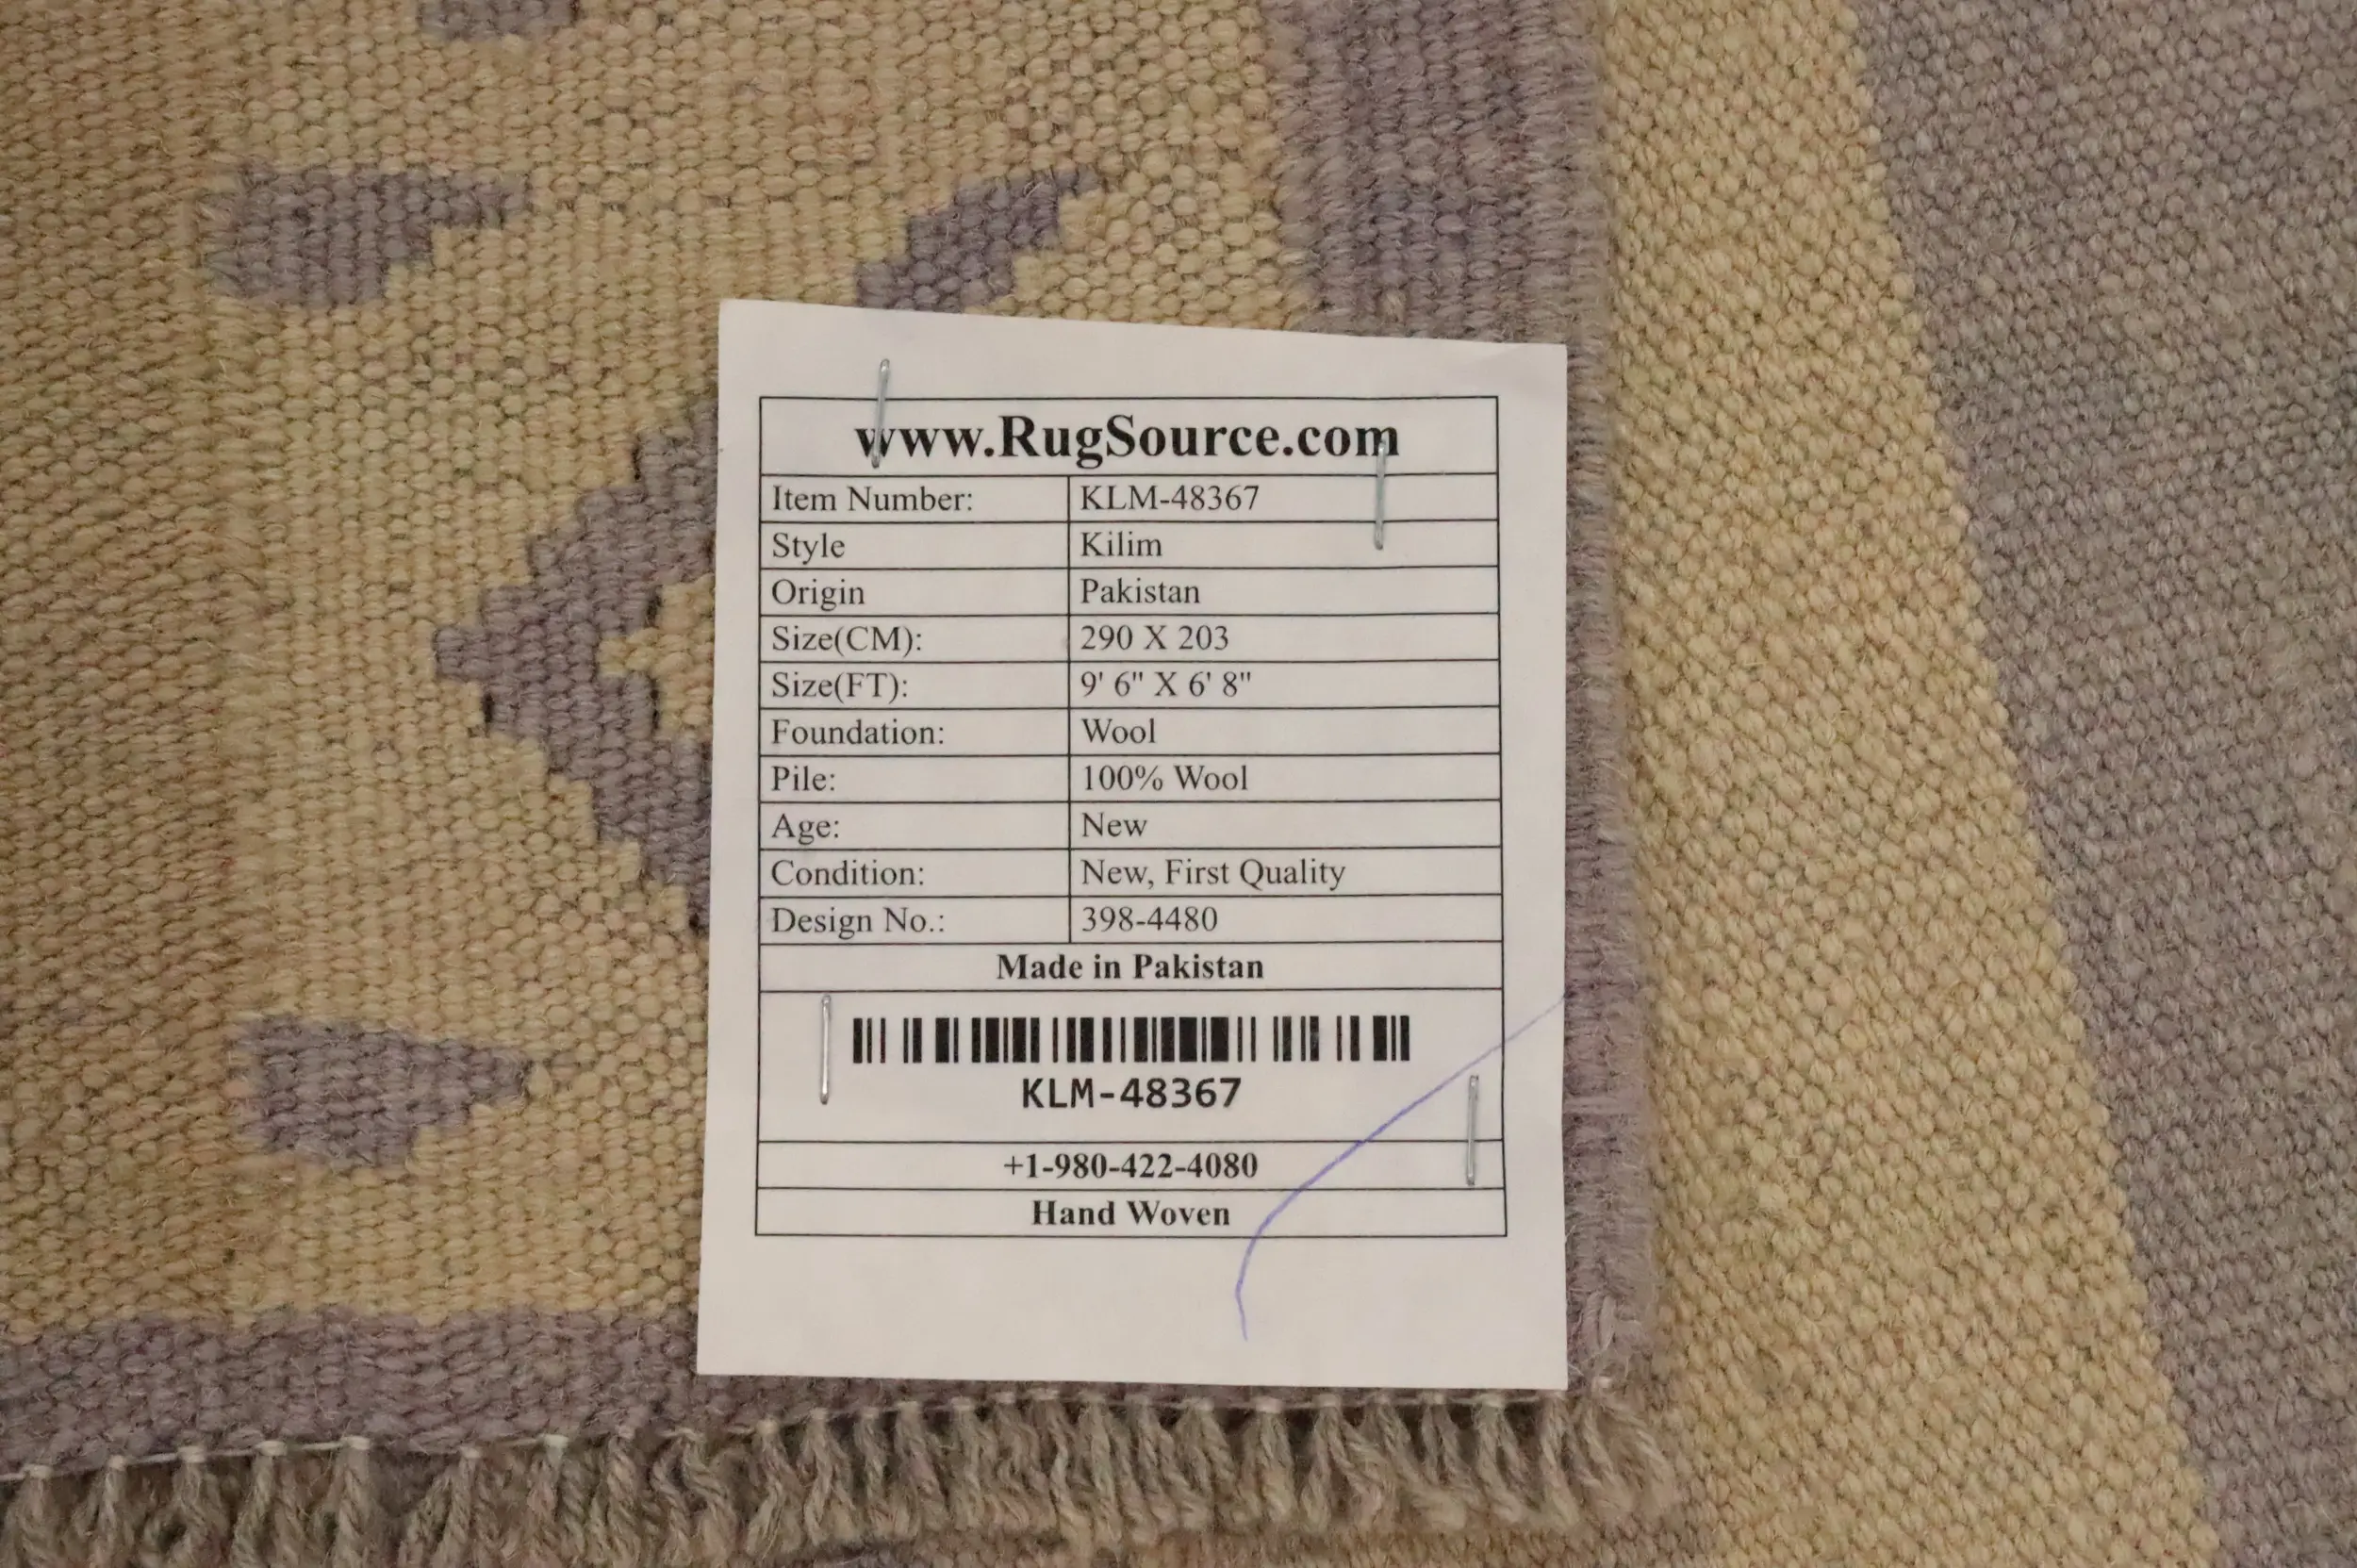 www.RugSource.com
Item Number: KLM-48367
Style Kilim
Origin Pakistan
Size(CM): 290 X 203
Size(FT): 9' 6" X 6' 8"
Foundation: Wool
Pile: 100% Wool
Age: New
Condition: New, First Quality
Design No.: 398-4480
Made in Pakistan
KLM-48367
+1-980-422-4080
Hand Woven